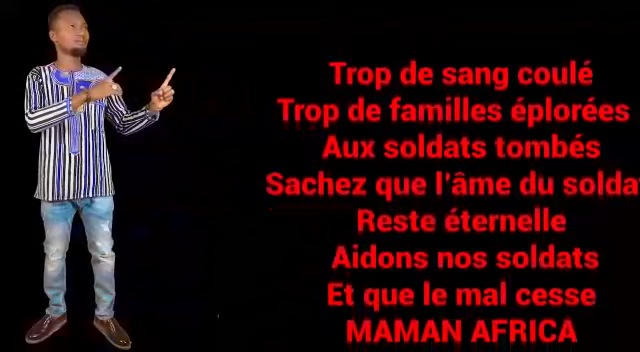 Trop de sang coulé
Trop de familles éplorées
Aux soldats tombés
Sachez que l'âme du solda
Reste éternelle
Aidons nos soldats
Et que le mal cesse
MAMAN AFRICA